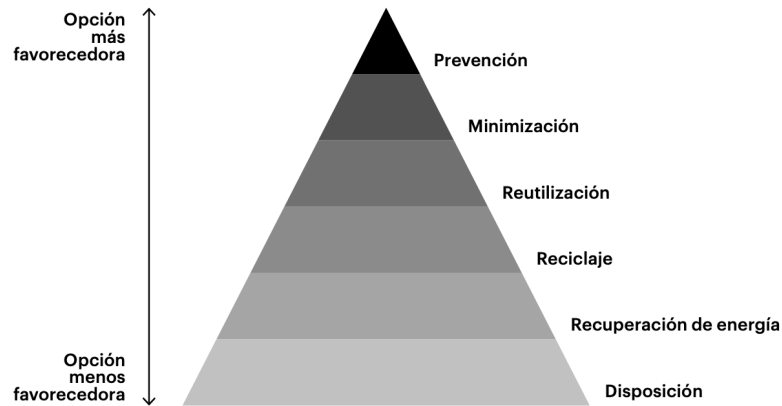 Opción
más
favorecedora
Prevención
Minimización
Reutilización
Reciclaje
Recuperación de energía
Opción
menos
favorecedora
Disposición